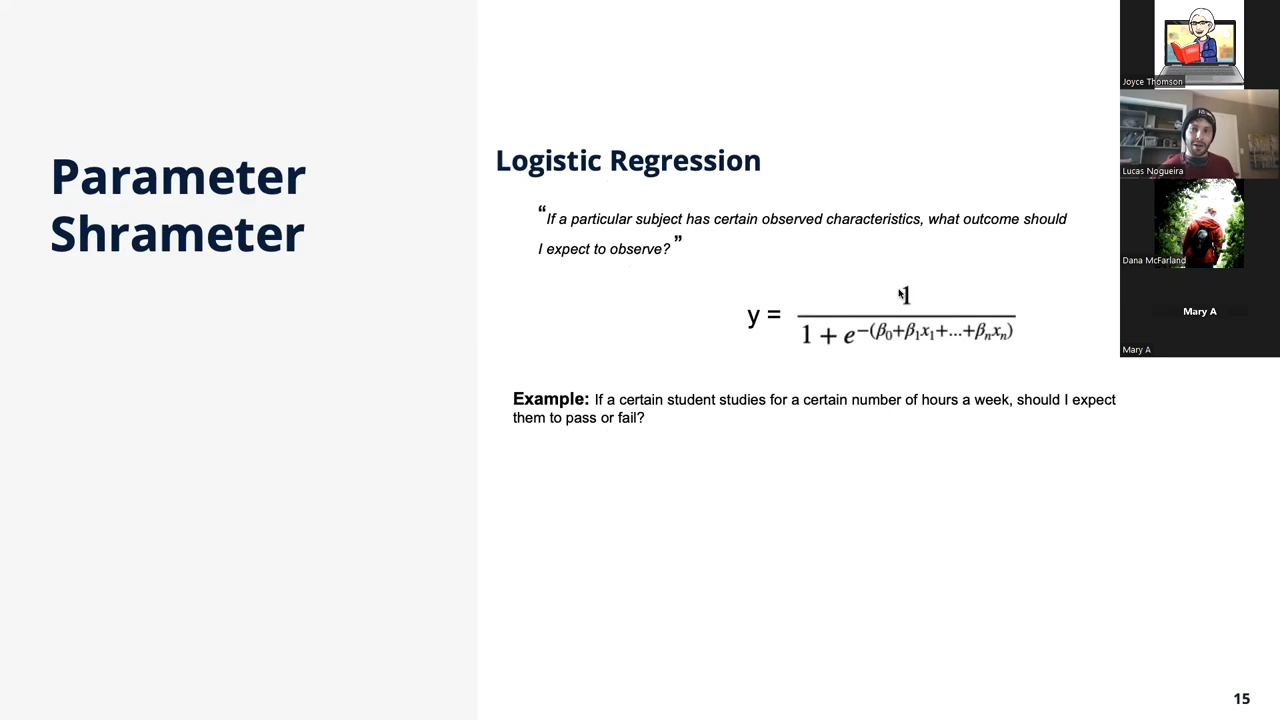 Parameter
Shrameter
Logistic Regression
“If a particular subject has certain observed characteristics, what outcome should
I expect to observe? ”
y = 1 / 1 + e^−(β₀+β₁x₁+...+βₙxₙ)
Example: If a certain student studies for a certain number of hours a week, should I expect
them to pass or fail?
15
Joyce Thomson
Lucas Nogueira
Dana McFarland
Mary A
Mary A